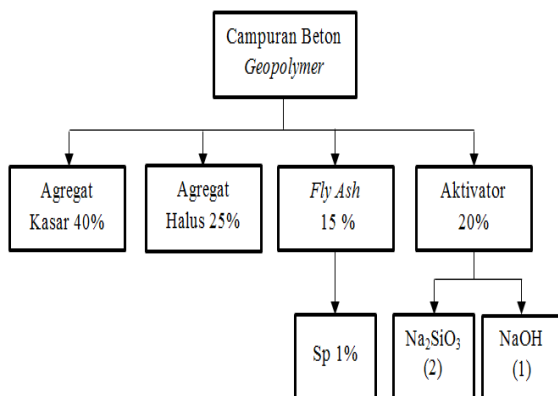 Campuran Beton
Geopolymer
Agregat
Kasar 40%
Agregat
Halus 25%
Fly Ash
15 %
Aktivator
20%
Sp 1%
Na₂SiO₃
(2)
NaOH
(1)